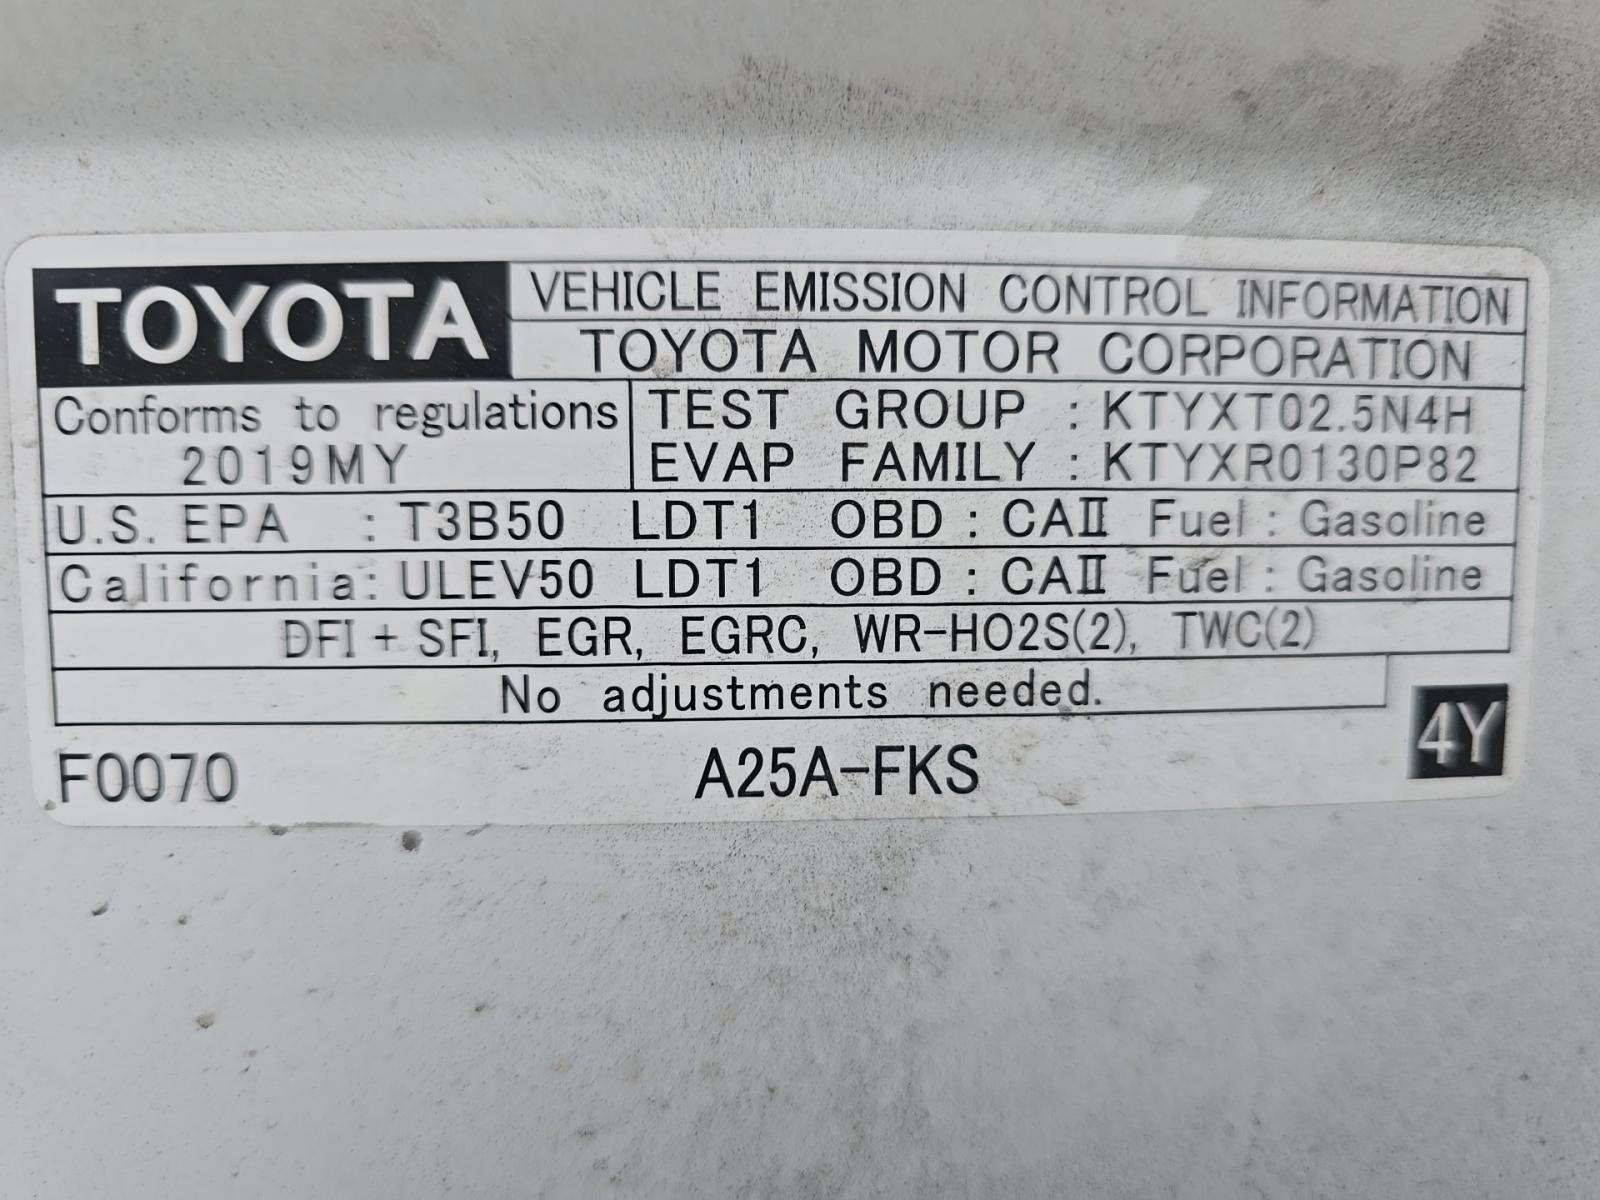 TOYOTA VEHICLE EMISSION CONTROL INFORMATION
TOYOTA MOTOR CORPORATION
Conforms to regulations TEST GROUP : KTYXT02.5N4H
2019MY EVAP FAMILY : KTYXR0130P82
U.S. EPA : T3B50 LDT1 OBD : CAII Fuel : Gasoline
California: ULEV50 LDT1 OBD : CAII Fuel : Gasoline
DFI + SFI, EGR, EGRC, WR-HO2S(2), TWC(2)
No adjustments needed.
F0070 A25A-FKS 4Y